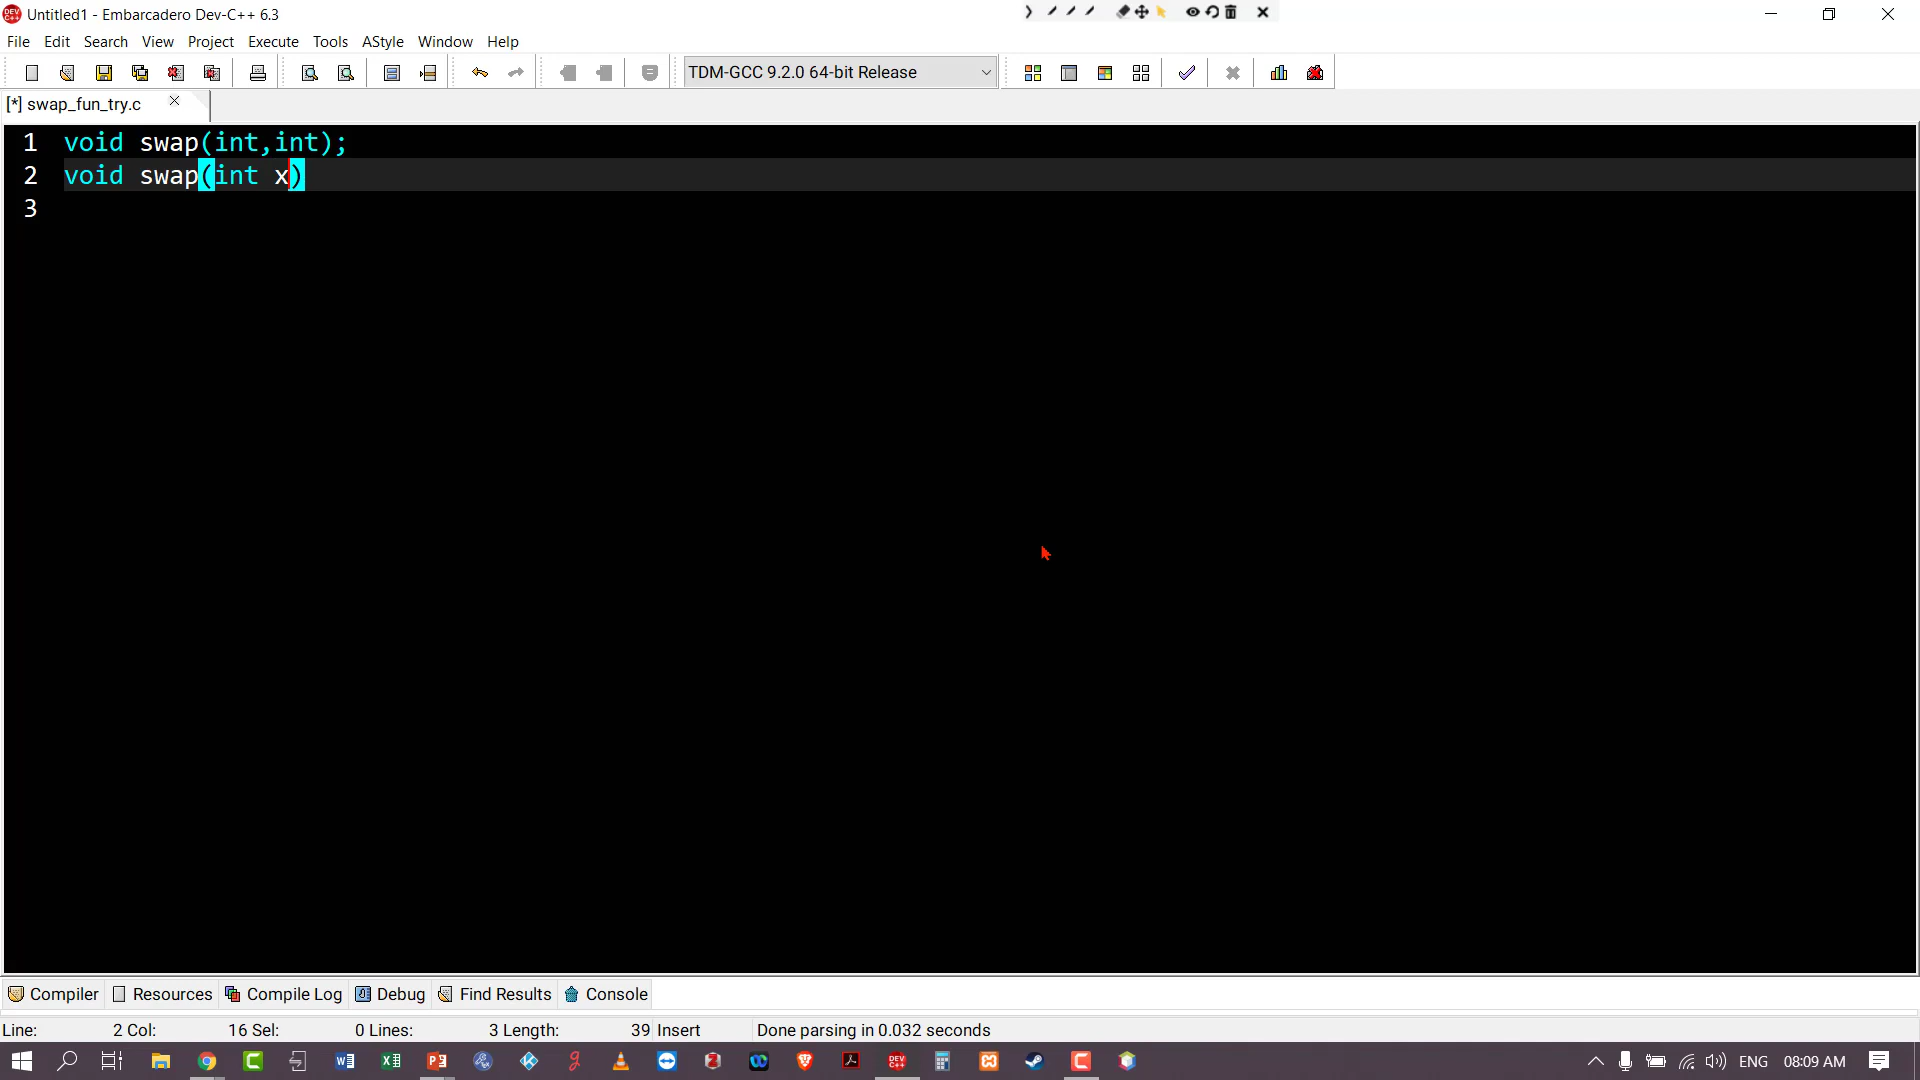 Untitled1 - Embarcadero Dev-C++ 6.3
File Edit Search View Project Execute Tools AStyle Window Help
TDM-GCC 9.2.0 64-bit Release
[*] swap_fun_try.c
1 void swap(int,int);
2 void swap(int x)
3
Compiler Resources Compile Log Debug Find Results Console
Line: 2 Col: 16 Sel: 0 Lines: 3 Length: 39 Insert Done parsing in 0.032 seconds
ENG 08:09 AM